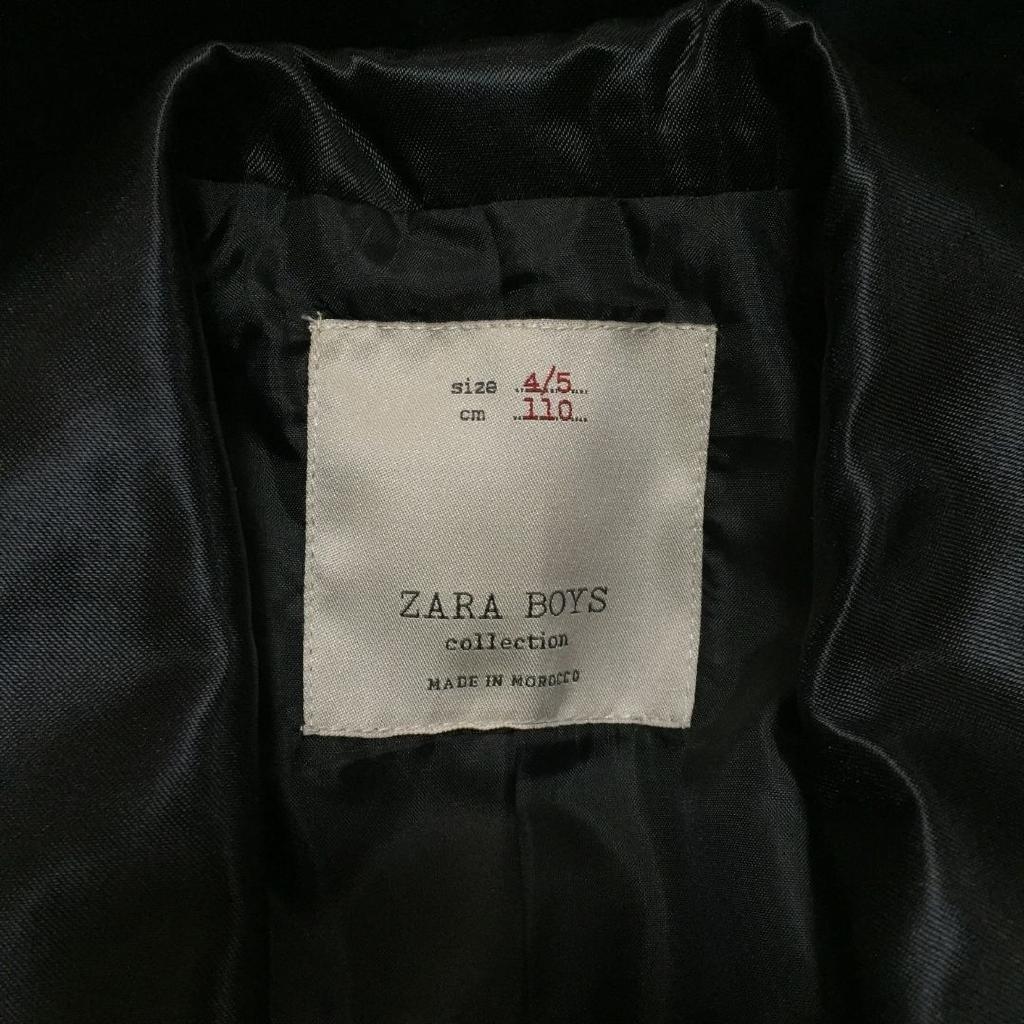 size 4/5
cm 110
ZARA BOYS
collection
MADE IN MOROCCO